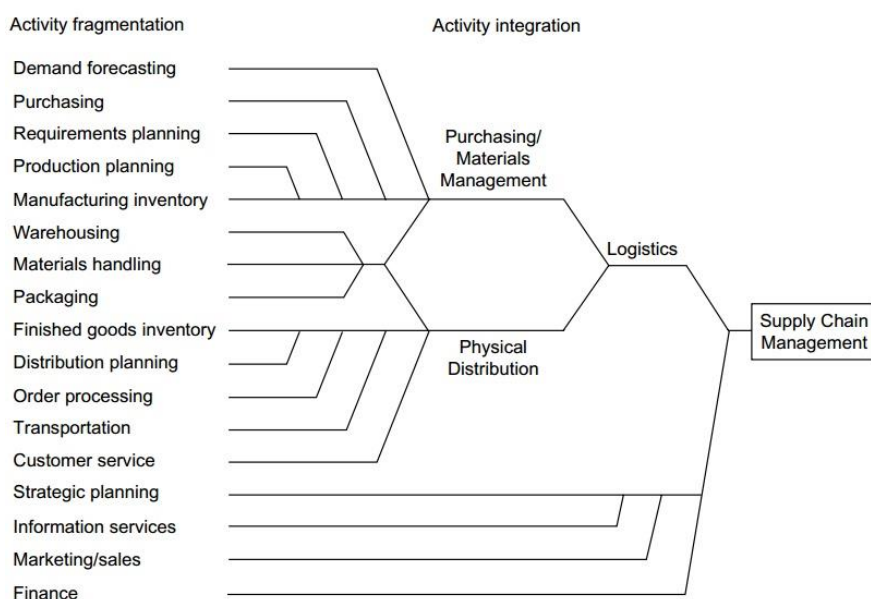 Activity fragmentation
Activity integration
Demand forecasting
Purchasing
Requirements planning
Production planning
Manufacturing inventory
Warehousing
Materials handling
Packaging
Finished goods inventory
Distribution planning
Order processing
Transportation
Customer service
Strategic planning
Information services
Marketing/sales
Finance
Purchasing/
Materials
Management
Physical
Distribution
Logistics
Supply Chain
Management